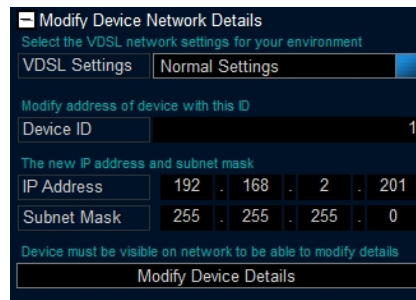 Modify Device Network Details
Select the VDSL network settings for your environment
VDSL Settings Normal Settings
Modify address of device with this ID
Device ID 1
The new IP address and subnet mask
IP Address 192 . 168 . 2 . 201
Subnet Mask 255 . 255 . 255 . 0
Device must be visible on network to be able to modify details
Modify Device Details